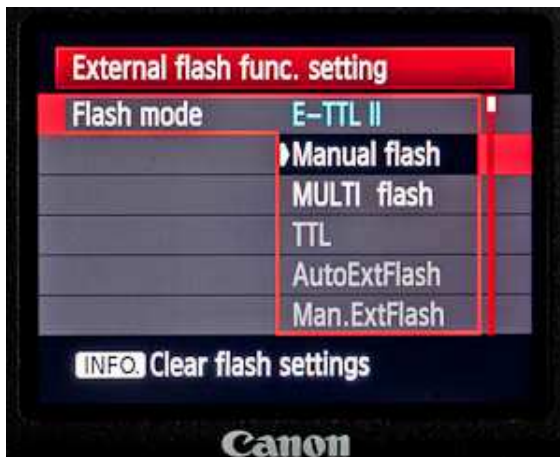 External flash func. setting
Flash mode E-TTL II
Manual flash
MULTI flash
TTL
AutoExtFlash
Man.ExtFlash
INFO. Clear flash settings
Canon